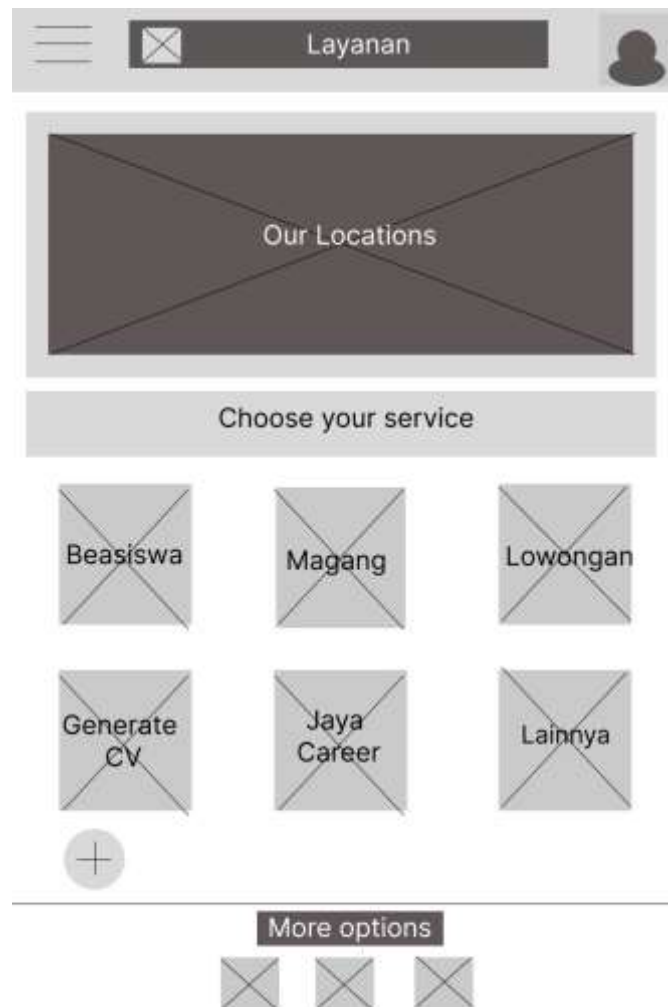 Layanan
Our Locations
Choose your service
Beasiswa
Magang
Lowongan
Generate
CV
Jaya
Career
Lainnya
More options